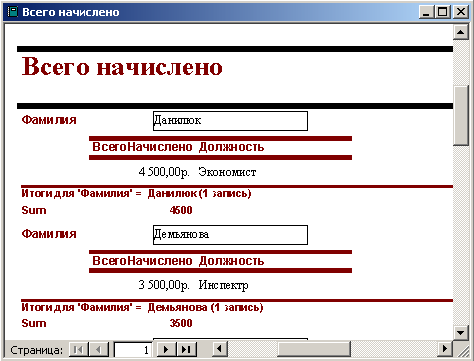 Всего начислено
Всего начислено
Фамилия Данилюк
ВсегоНачислено Должность
4 500,00р. Экономист
Итоги для 'Фамилия' = Данилюк (1 запись)
Sum 4500
Фамилия Демьянова
ВсегоНачислено Должность
3 500,00р. Инспектр
Итоги для 'Фамилия' = Демьянова (1 запись)
Sum 3500
Страница: 1